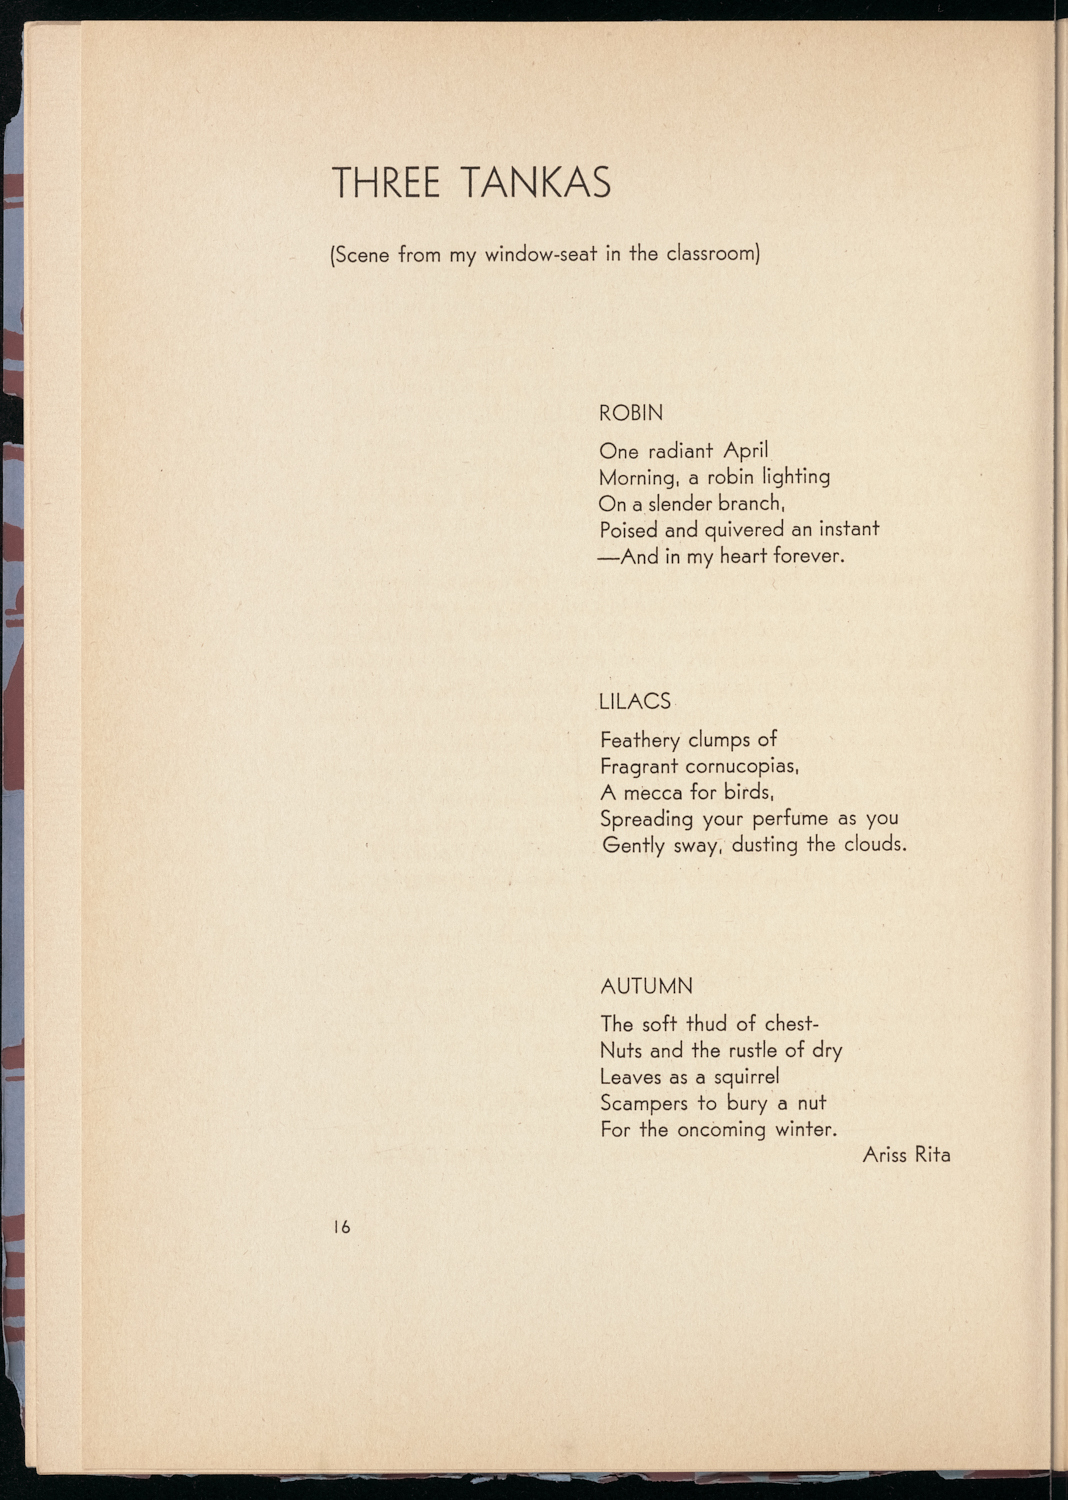 THREE TANKAS
(Scene from my window-seat in the classroom)
ROBIN
One radiant April
Morning, a robin lighting
On a slender branch,
Poised and quivered an instant
—And in my heart forever.
LILACS
Feathery clumps of
Fragrant cornucopias,
A mecca for birds,
Spreading your perfume as you
Gently sway, dusting the clouds.
AUTUMN
The soft thud of chest-
Nuts and the rustle of dry
Leaves as a squirrel
Scampers to bury a nut
For the oncoming winter.
Ariss Rita
16